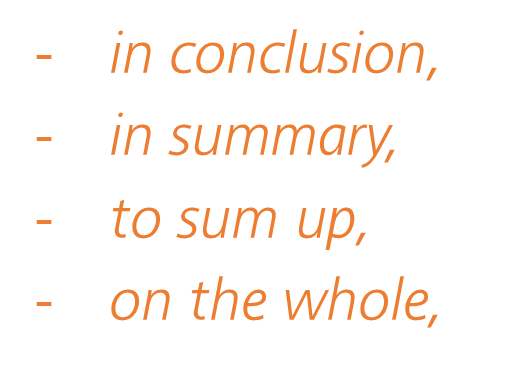 - in conclusion,
- in summary,
- to sum up,
- on the whole,